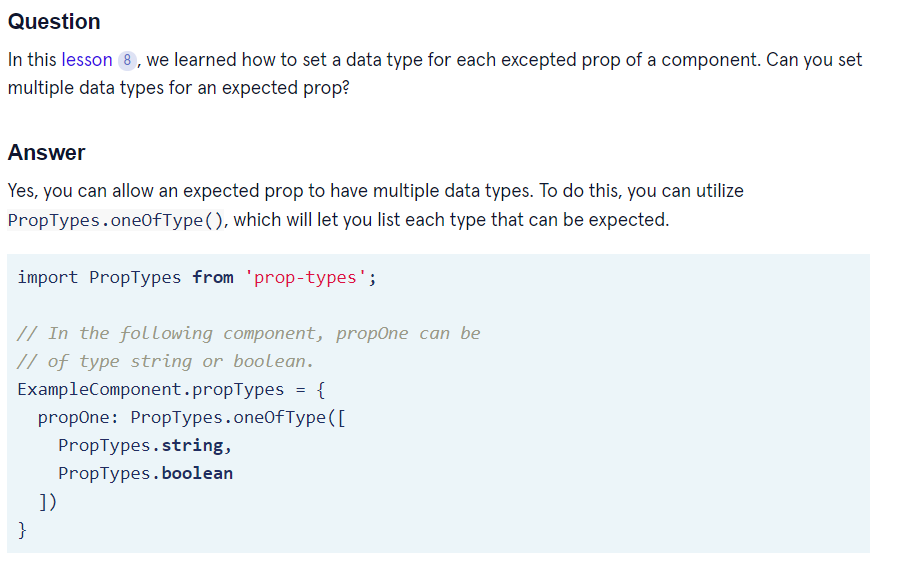 Question
In this lesson 8, we learned how to set a data type for each excepted prop of a component. Can you set
multiple data types for an expected prop?
Answer
Yes, you can allow an expected prop to have multiple data types. To do this, you can utilize
PropTypes.oneOfType(), which will let you list each type that can be expected.
import PropTypes from 'prop-types';
// In the following component, propOne can be
// of type string or boolean.
ExampleComponent.propTypes = {
  propOne: PropTypes.oneOfType([
    PropTypes.string,
    PropTypes.boolean
  ])
}